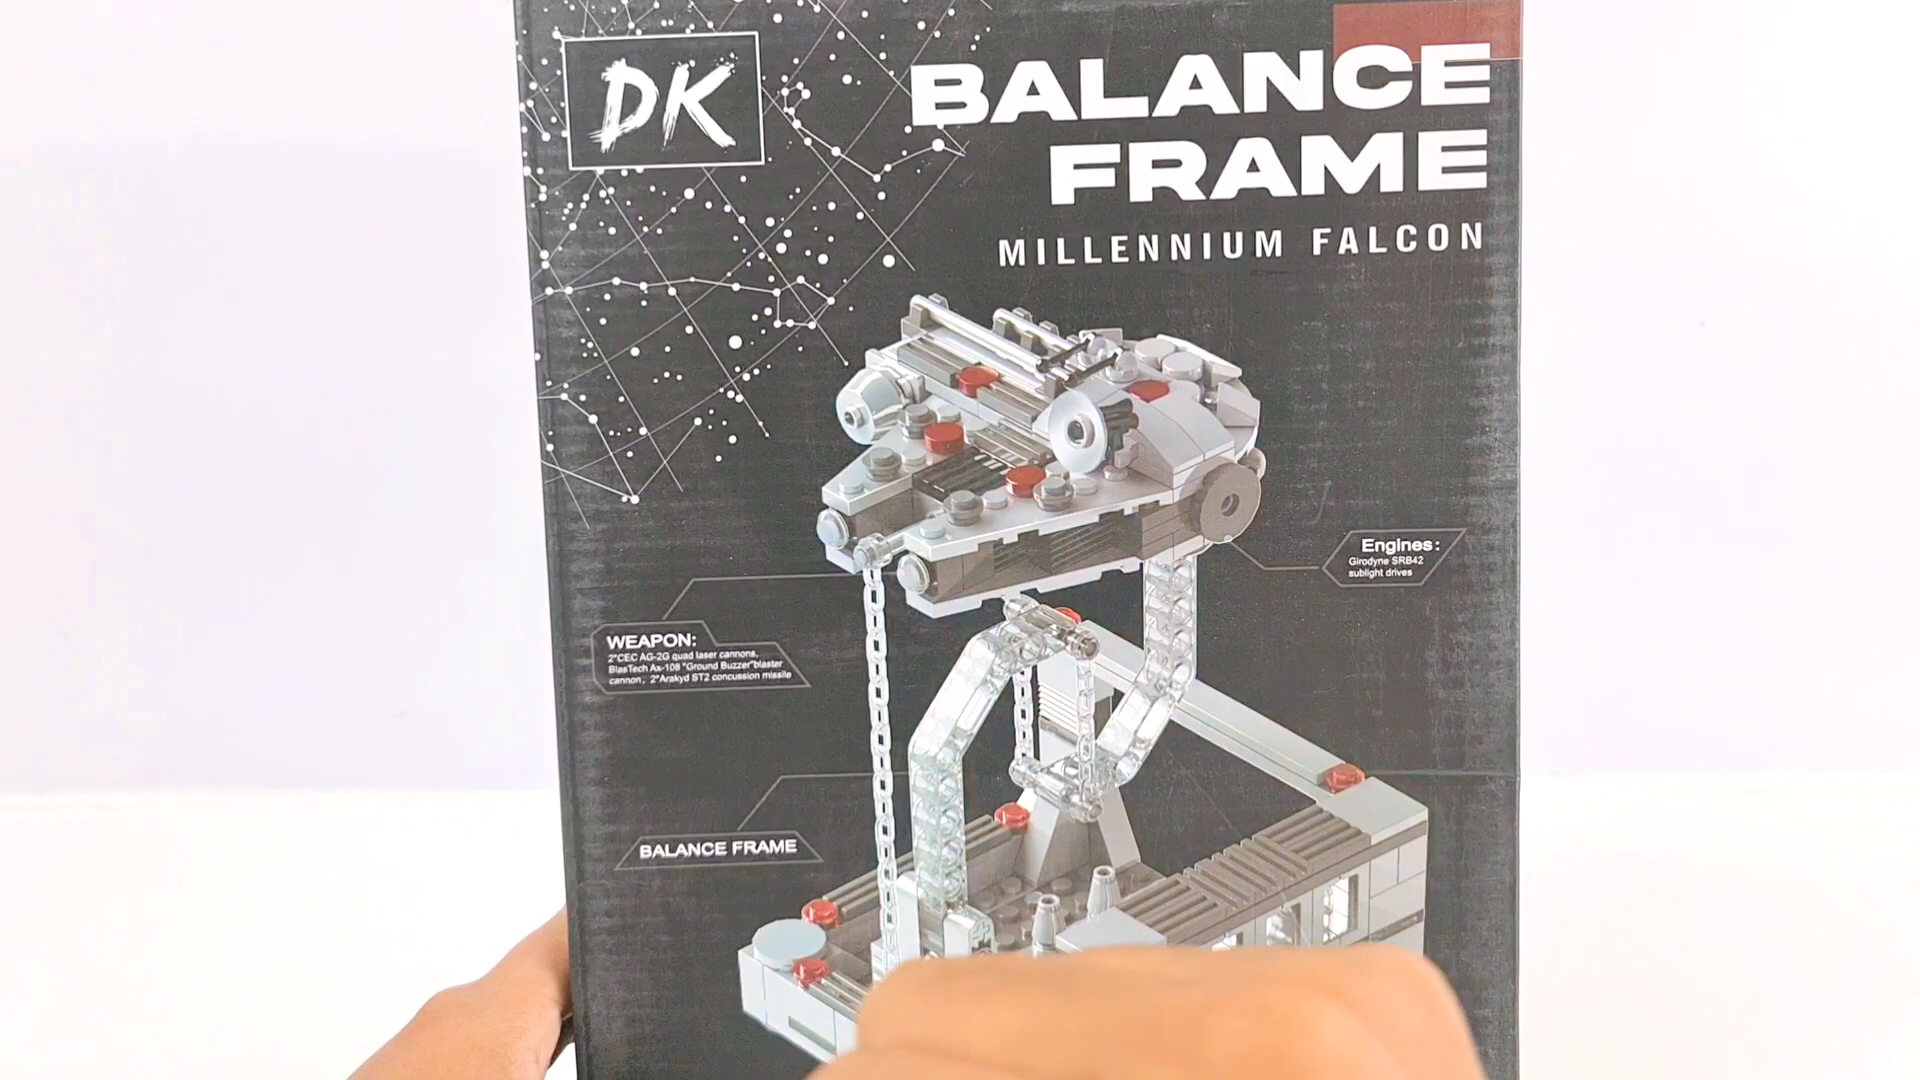 DK
BALANCE
FRAME
MILLENNIUM FALCON
Engines:
Girodyne SRB42
sublight drives
WEAPON:
2*CEC AG-2G quad laser cannons,
BlasTech Ax-108 "Ground Buzzer"blaster
cannon, 2*Arakyd ST2 concussion missile
BALANCE FRAME